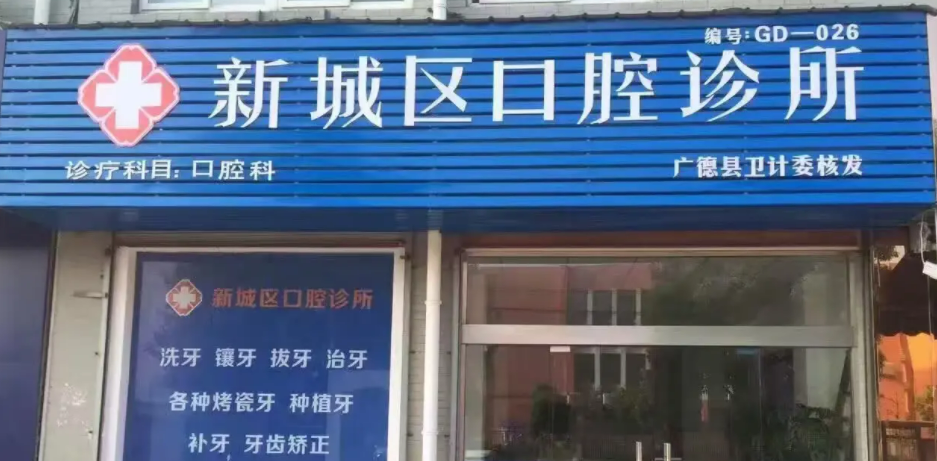 编号:GD—026
新城区口腔诊所
诊疗科目:口腔科
广德县卫计委核发
新城区口腔诊所
洗牙 镶牙 拔牙 治牙
各种烤瓷牙 种植牙
补牙 牙齿矫正